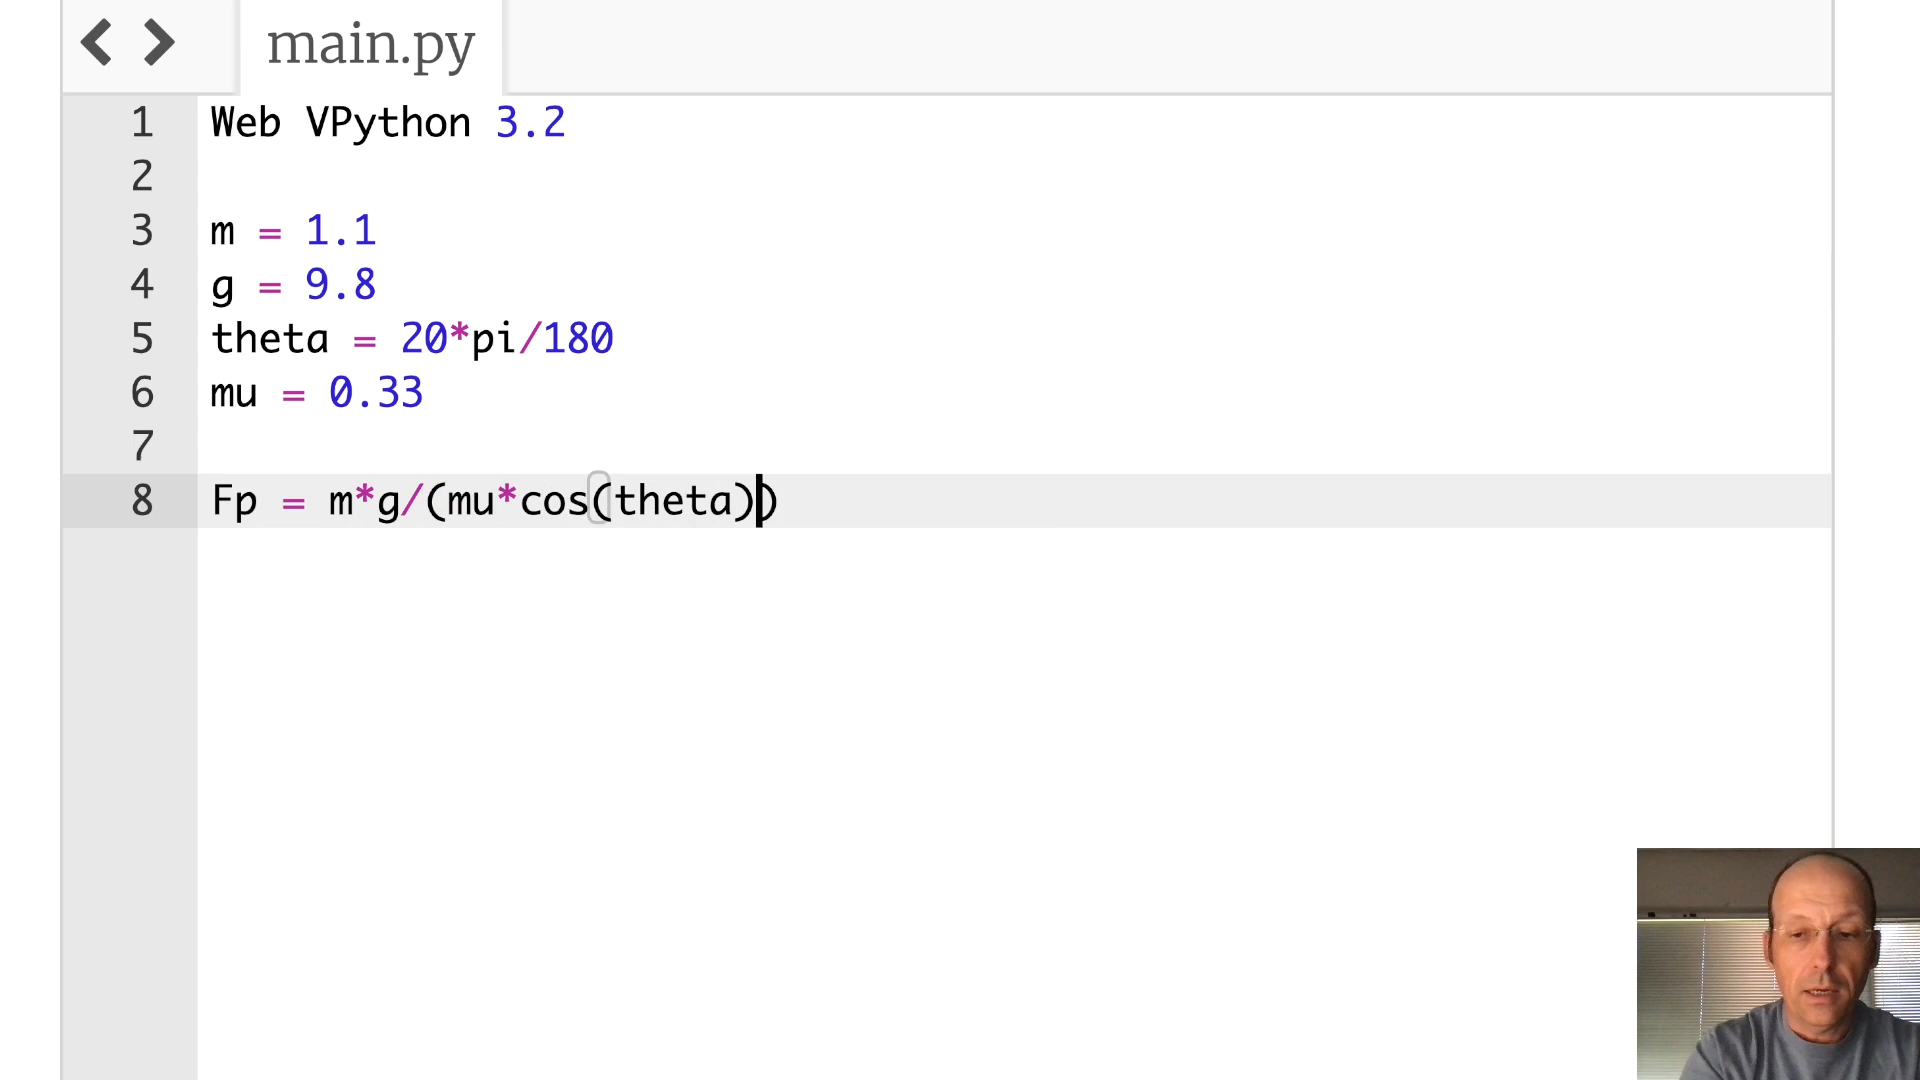 main.py
1 Web VPython 3.2
2
3 m = 1.1
4 g = 9.8
5 theta = 20*pi/180
6 mu = 0.33
7
8 Fp = m*g/(mu*cos(theta))